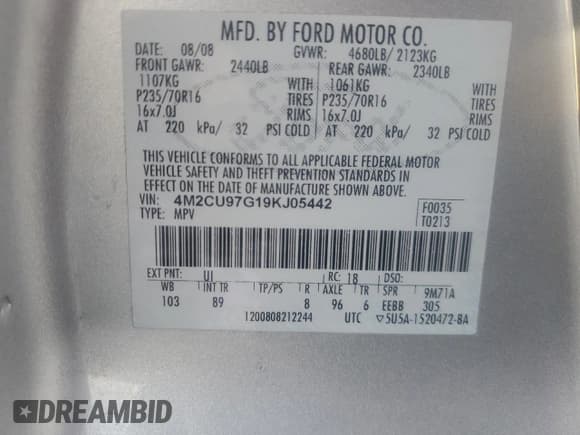 MFD. BY FORD MOTOR CO.
DATE: 08/08 GVWR: 4680LB/ 2123KG
FRONT GAWR: 2440LB REAR GAWR: 2340LB
1107KG WITH 1061KG WITH
P235/70R16 TIRES P235/70R16 TIRES
16x7.0J RIMS 16x7.0J RIMS
AT 220 kPa/ 32 PSI COLD AT 220 kPa/ 32 PSI COLD
THIS VEHICLE CONFORMS TO ALL APPLICABLE FEDERAL MOTOR
VEHICLE SAFETY AND THEFT PREVENTION STANDARDS IN
EFFECT ON THE DATE OF MANUFACTURE SHOWN ABOVE.
VIN: 4M2CU97G19KJ05442 F0035
TYPE: MPV T0213
EXT PNT: UI RC: 18 DSO:
WB INT TR TP/PS R AXLE TR SPR 9M71A
103 89 8 96 6 EEBB 305
1200808212244 UTC ▽5U5A-1520472-BA
DREAMBID